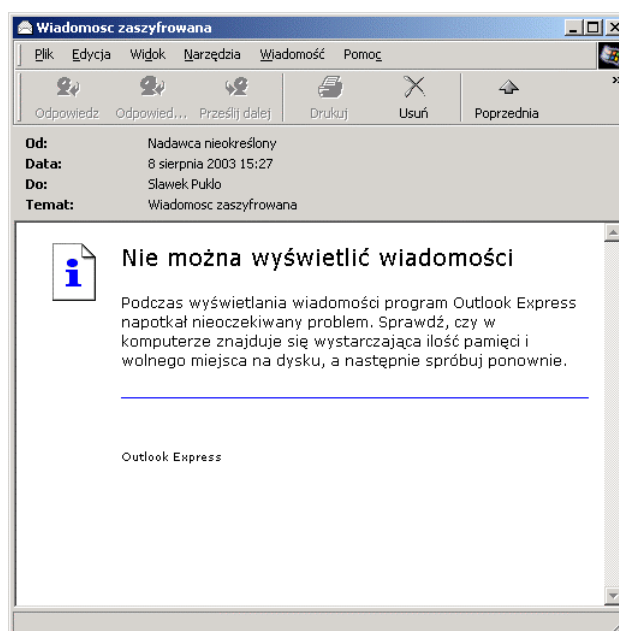 Wiadomosc zaszyfrowana
Plik Edycja Widok Narzędzia Wiadomość Pomoc
Odpowiedz Odpowied... Prześlij dalej Drukuj Usuń Poprzednia
Od: Nadawca nieokreślony
Data: 8 sierpnia 2003 15:27
Do: Slawek Puklo
Temat: Wiadomosc zaszyfrowana
Nie można wyświetlić wiadomości
Podczas wyświetlania wiadomości program Outlook Express
napotkał nieoczekiwany problem. Sprawdź, czy w
komputerze znajduje się wystarczająca ilość pamięci i
wolnego miejsca na dysku, a następnie spróbuj ponownie.
Outlook Express